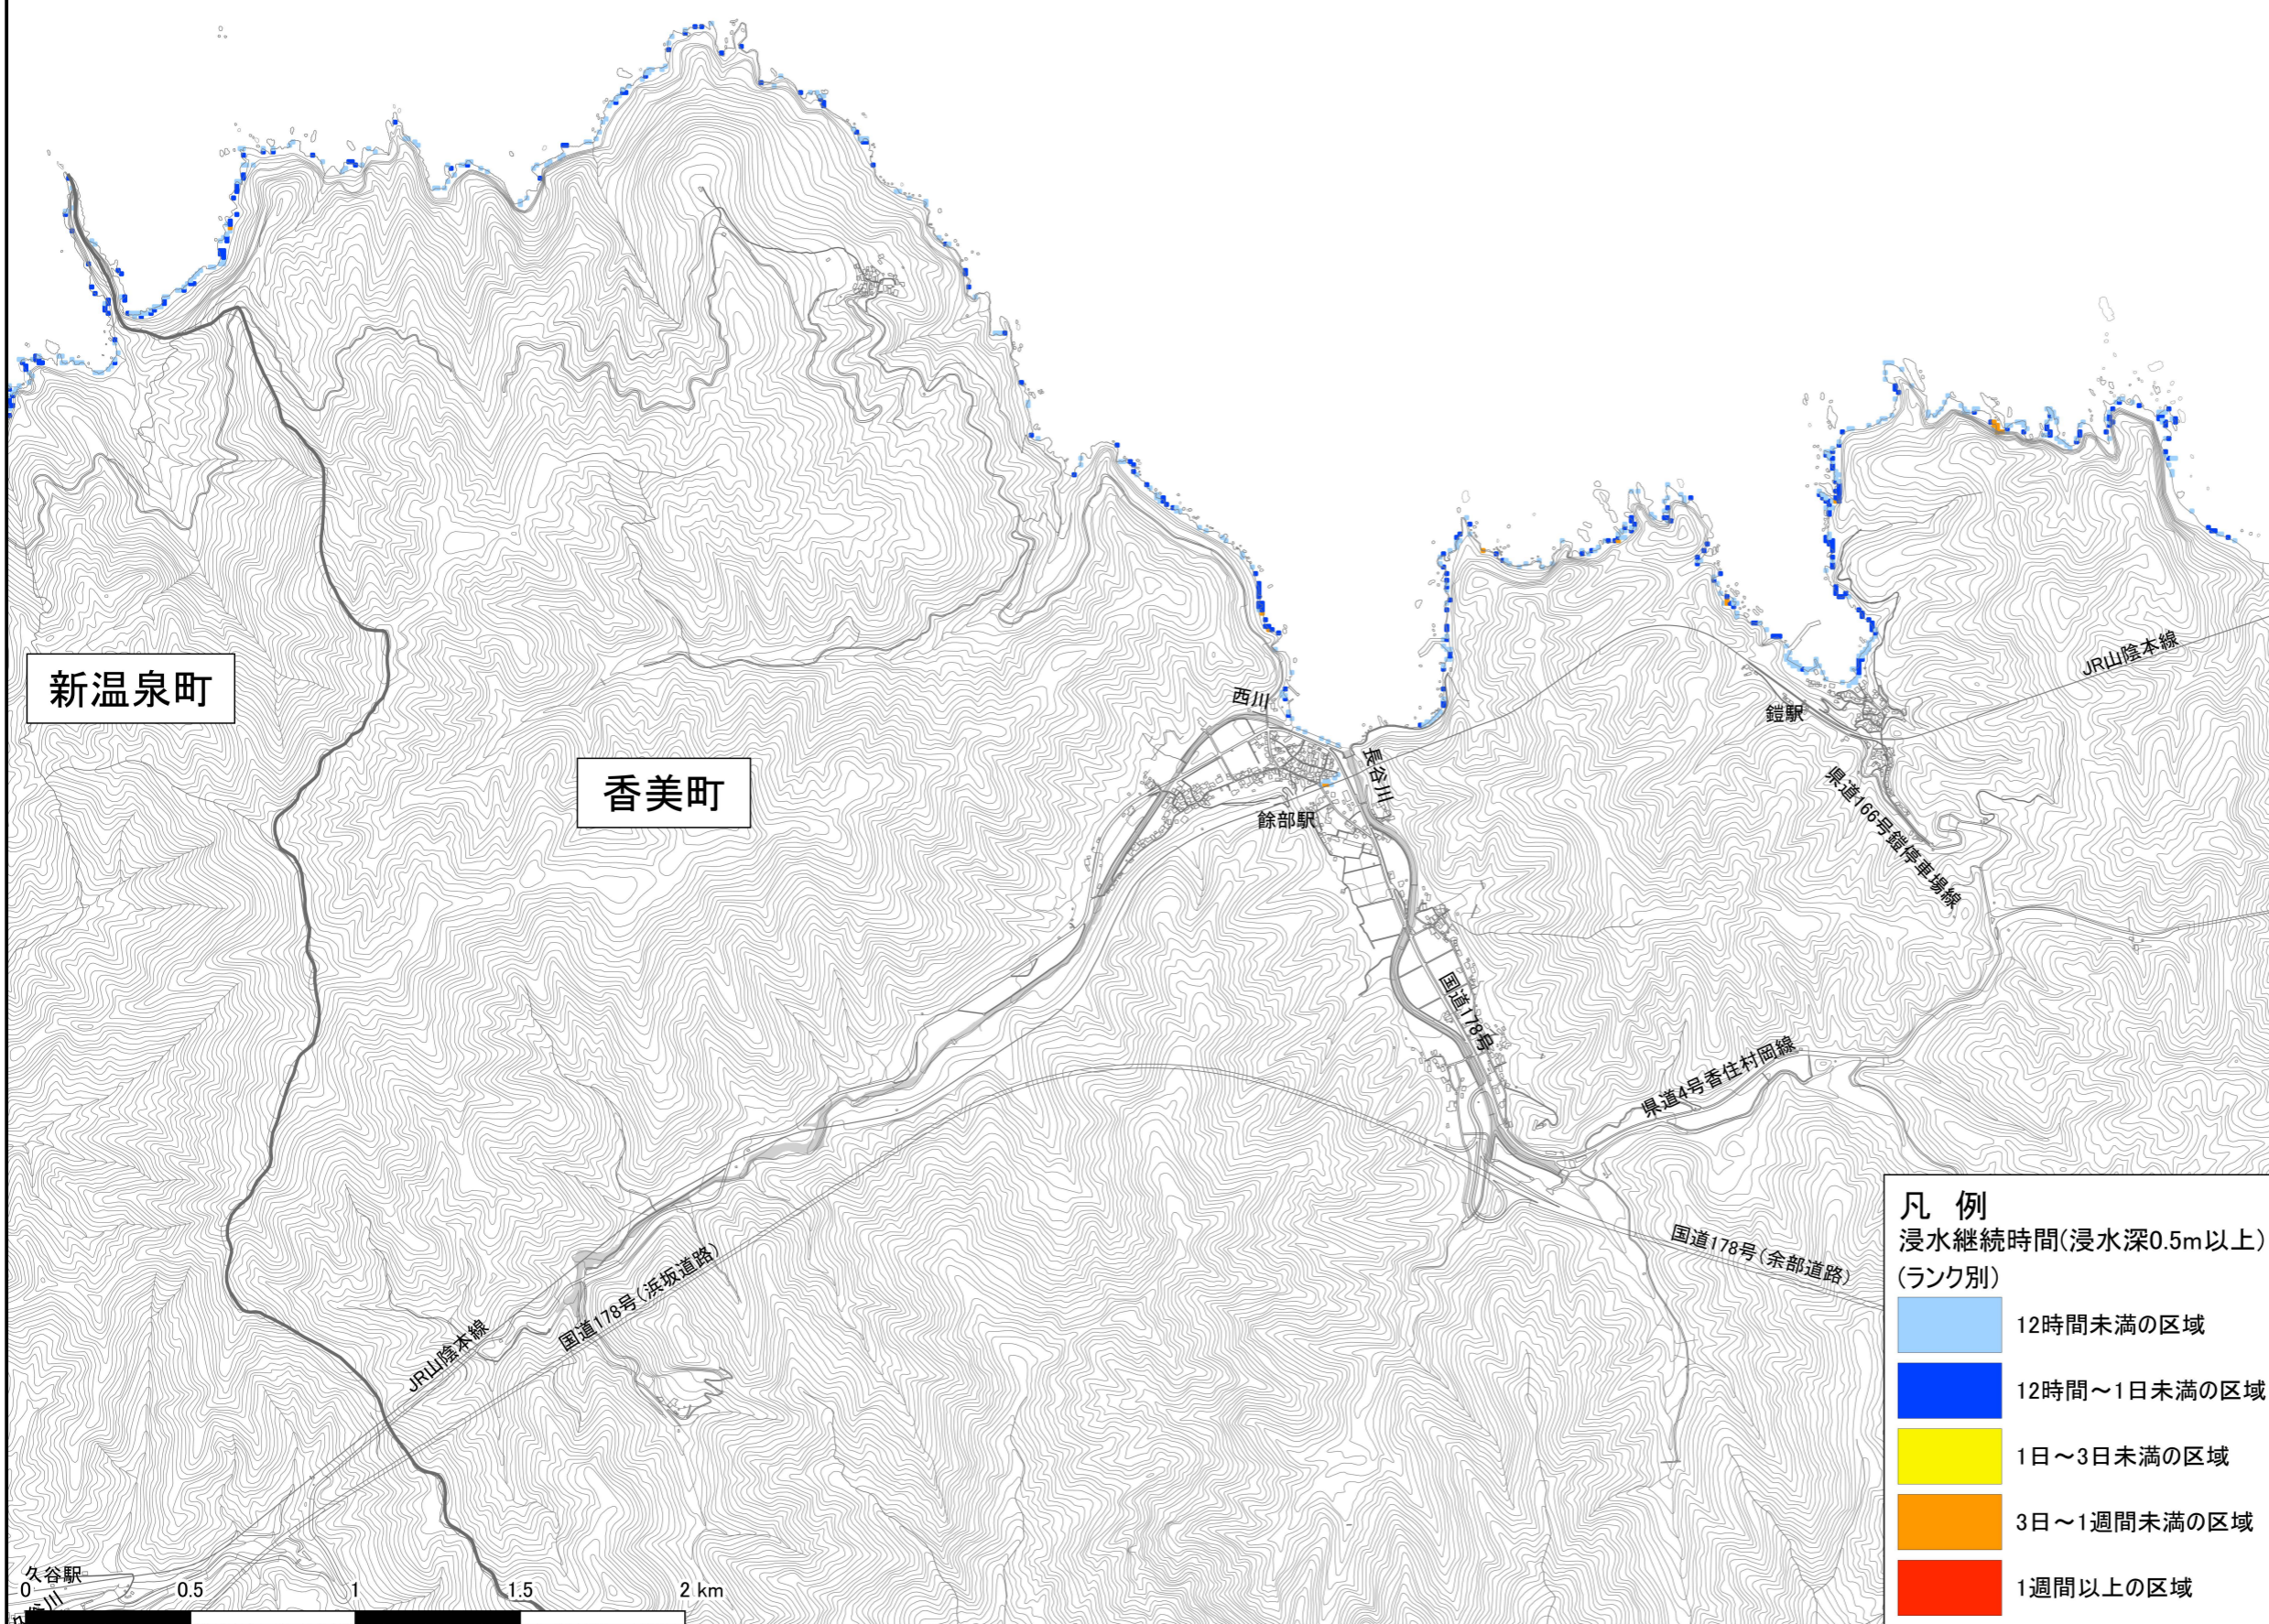 新温泉町
香美町
西川
長谷川
餘部駅
鎧駅
JR山陰本線
県道166号鎧停車場線
国道178号
県道4号香住村岡線
国道178号(余部道路)
国道178号(浜坂道路)
JR山陰本線
久谷駅
0 0.5 1 1.5 2 km
凡 例
浸水継続時間(浸水深0.5m以上)
(ランク別)
12時間未満の区域
12時間～1日未満の区域
1日～3日未満の区域
3日～1週間未満の区域
1週間以上の区域